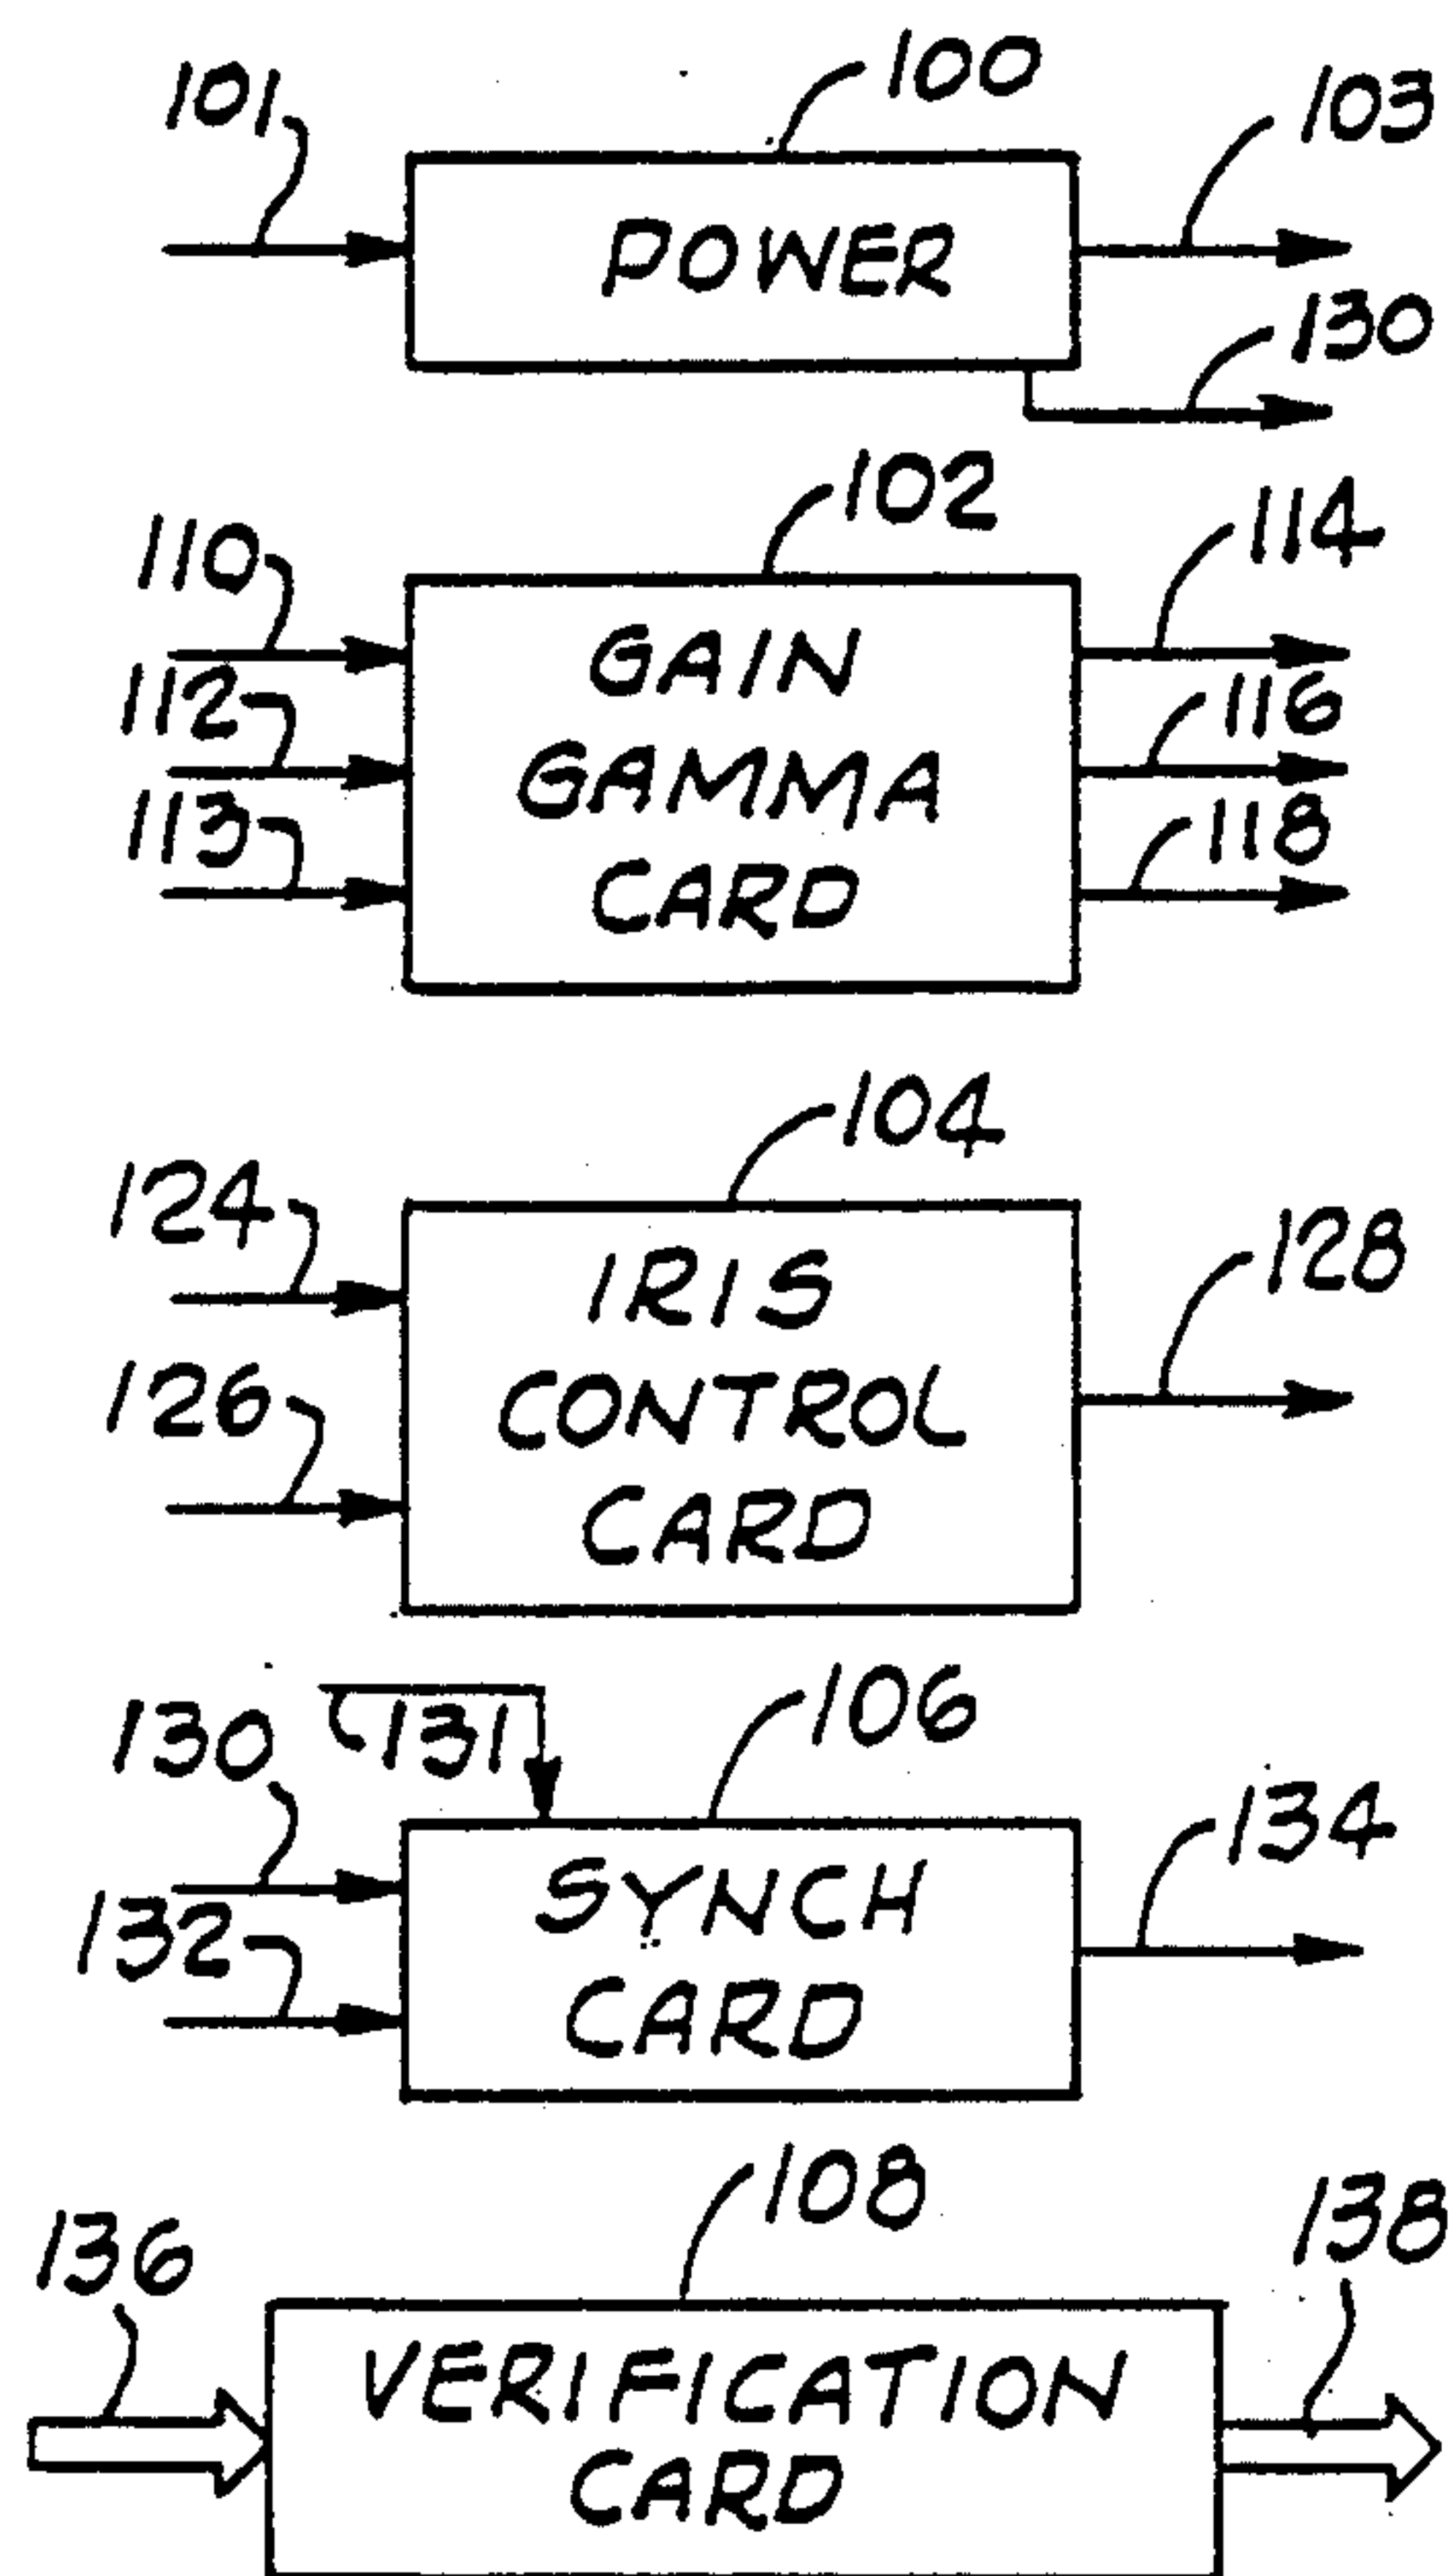 100
101
103
POWER
130
102
110
114
GAIN
112
116
GAMMA
113
118
CARD
104
124
128
IRIS
126
CONTROL
CARD
106
130
131
134
SYNCH
132
CARD
108
136
138
VERIFICATION
CARD